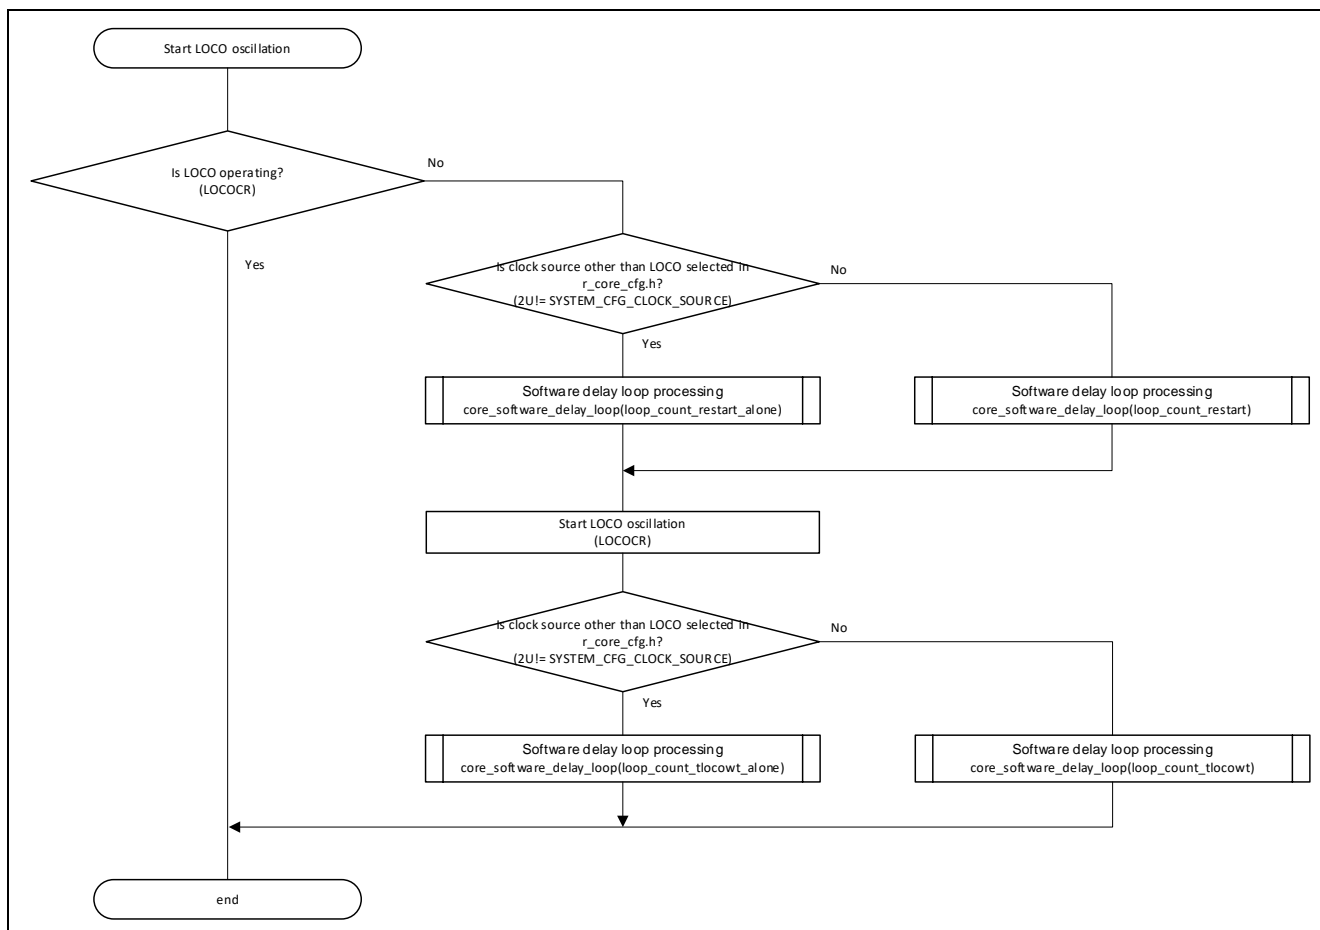 Start LOCO oscillation
Is LOCO operating?
(LOCOCR)
No
Yes
Is clock source other than LOCO selected in
r_core_cfg.h?
(2U!= SYSTEM_CFG_CLOCK_SOURCE)
No
Yes
Software delay loop processing
core_software_delay_loop(loop_count_restart_alone)
Software delay loop processing
core_software_delay_loop(loop_count_restart)
Start LOCO oscillation
(LOCOCR)
Is clock source other than LOCO selected in
r_core_cfg.h?
(2U!= SYSTEM_CFG_CLOCK_SOURCE)
No
Yes
Software delay loop processing
core_software_delay_loop(loop_count_tlocowt_alone)
Software delay loop processing
core_software_delay_loop(loop_count_tlocowt)
end